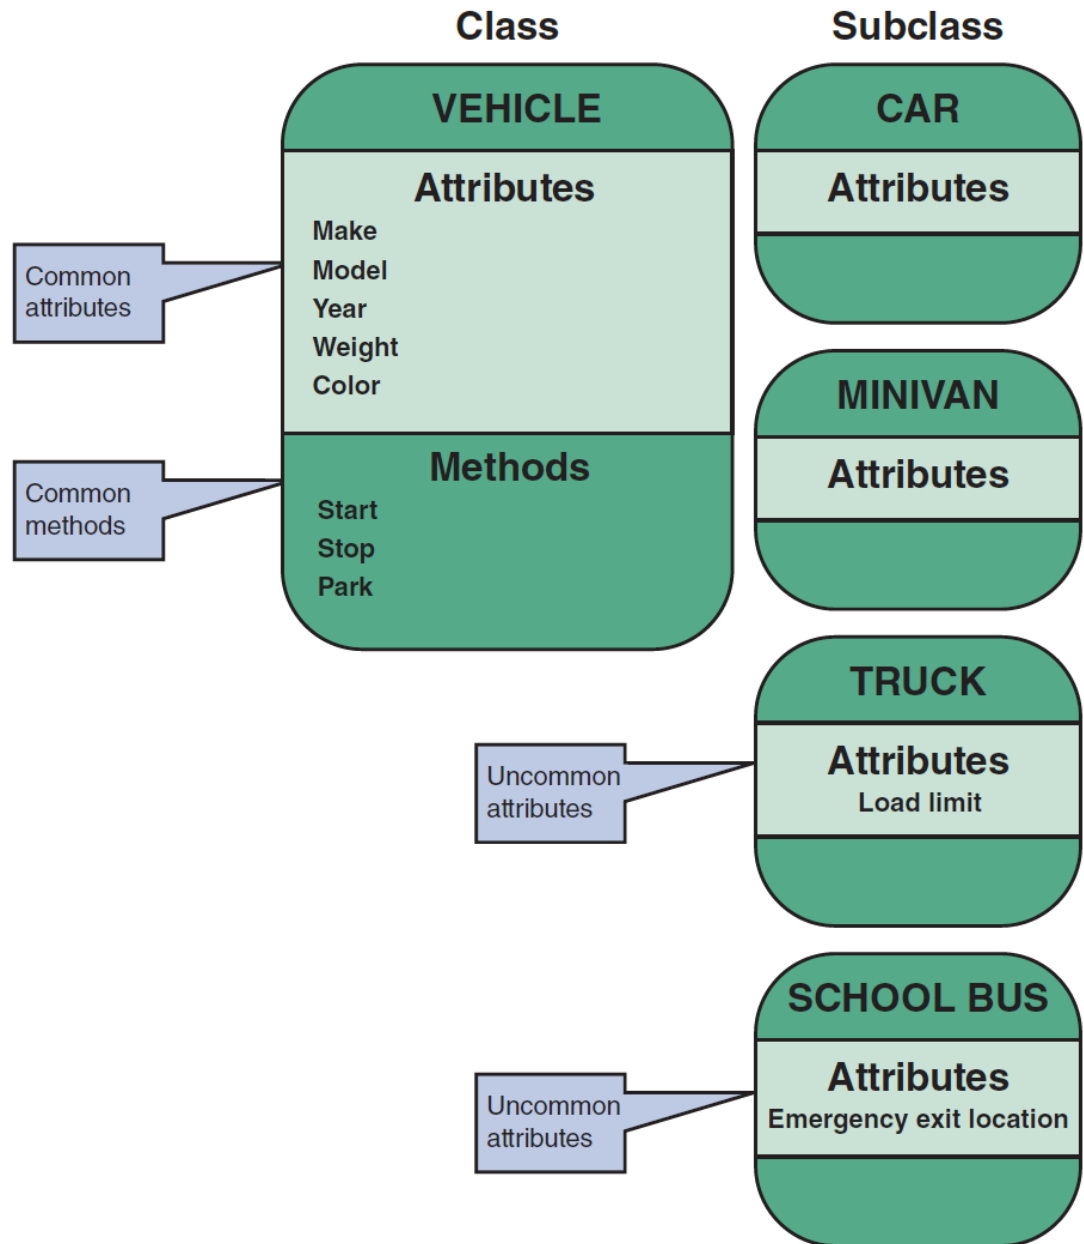 Class
VEHICLE
Attributes
Make
Model
Year
Weight
Color
Methods
Start
Stop
Park
Common
attributes
Common
methods
Subclass
CAR
Attributes
MINIVAN
Attributes
TRUCK
Attributes
Load limit
Uncommon
attributes
SCHOOL BUS
Attributes
Emergency exit location
Uncommon
attributes